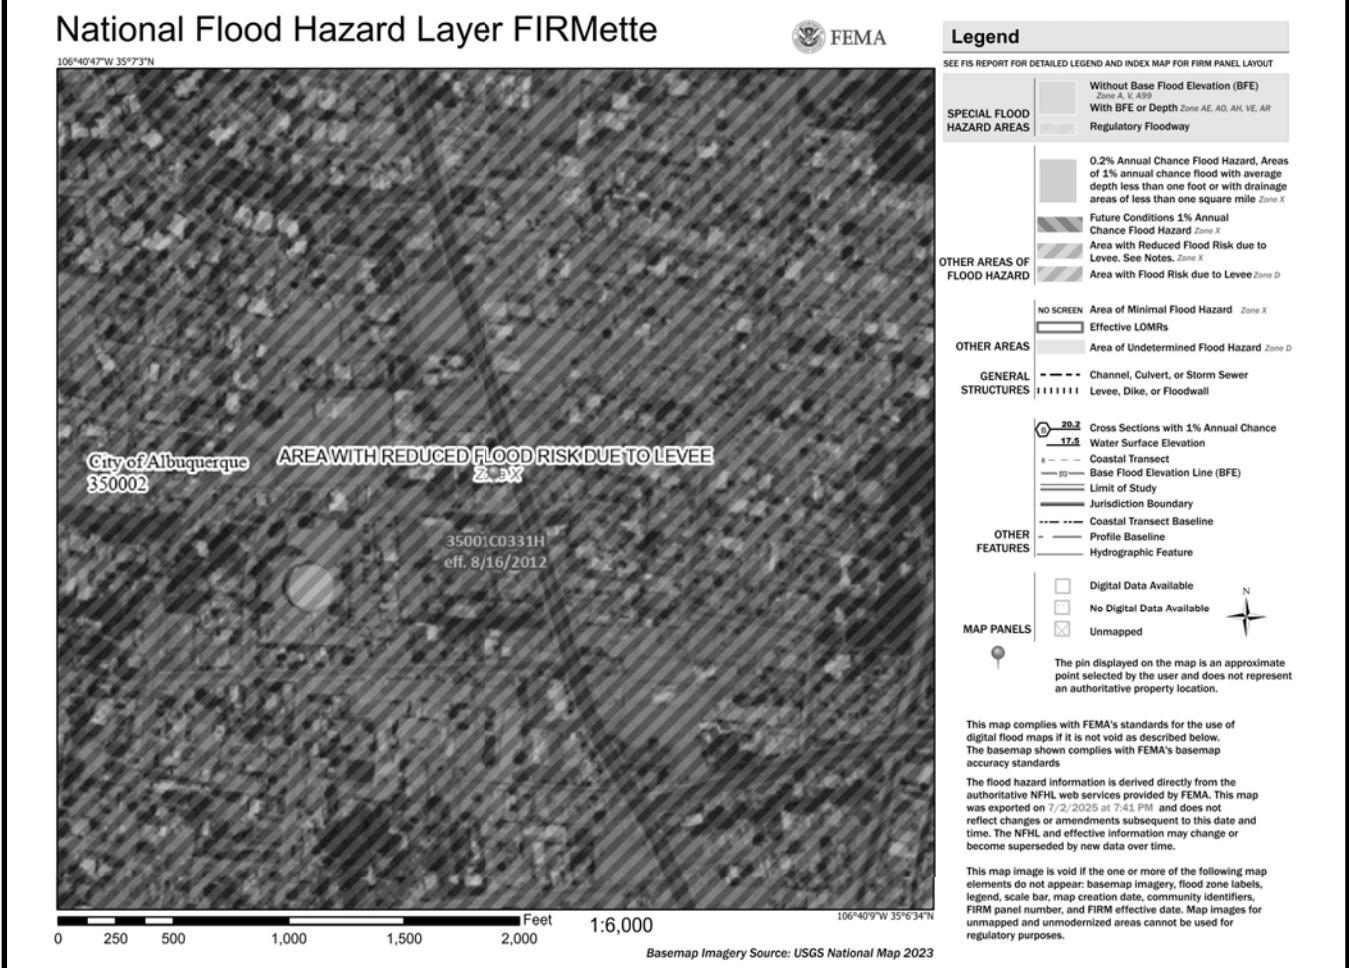 National Flood Hazard Layer FIRMette
FEMA
106°40'47"W 35°7'3"N
City of Albuquerque
350002
AREA WITH REDUCED FLOOD RISK DUE TO LEVEE
Zone X
35001C0331H
eff. 8/16/2012
Feet
0 250 500 1,000 1,500 2,000
1:6,000
106°40'9"W 35°6'34"N
Basemap Imagery Source: USGS National Map 2023
Legend
SEE FIS REPORT FOR DETAILED LEGEND AND INDEX MAP FOR FIRM PANEL LAYOUT
SPECIAL FLOOD
HAZARD AREAS
Without Base Flood Elevation (BFE)
Zone A, V, A99
With BFE or Depth Zone AE, AO, AH, VE, AR
Regulatory Floodway
OTHER AREAS OF
FLOOD HAZARD
0.2% Annual Chance Flood Hazard, Areas
of 1% annual chance flood with average
depth less than one foot or with drainage
areas of less than one square mile Zone X
Future Conditions 1% Annual
Chance Flood Hazard Zone X
Area with Reduced Flood Risk due to
Levee. See Notes. Zone X
Area with Flood Risk due to Levee Zone D
OTHER AREAS
NO SCREEN Area of Minimal Flood Hazard Zone X
Effective LOMRs
Area of Undetermined Flood Hazard Zone D
GENERAL
STRUCTURES
Channel, Culvert, or Storm Sewer
Levee, Dike, or Floodwall
OTHER
FEATURES
B 20.2 Cross Sections with 1% Annual Chance
17.5 Water Surface Elevation
Coastal Transect
Base Flood Elevation Line (BFE)
Limit of Study
Jurisdiction Boundary
Coastal Transect Baseline
Profile Baseline
Hydrographic Feature
MAP PANELS
Digital Data Available
No Digital Data Available
Unmapped
N
The pin displayed on the map is an approximate
point selected by the user and does not represent
an authoritative property location.
This map complies with FEMA's standards for the use of
digital flood maps if it is not void as described below.
The basemap shown complies with FEMA's basemap
accuracy standards
The flood hazard information is derived directly from the
authoritative NFHL web services provided by FEMA. This map
was exported on 7/2/2025 at 7:41 PM and does not
reflect changes or amendments subsequent to this date and
time. The NFHL and effective information may change or
become superseded by new data over time.
This map image is void if the one or more of the following map
elements do not appear: basemap imagery, flood zone labels,
legend, scale bar, map creation date, community identifiers,
FIRM panel number, and FIRM effective date. Map images for
unmapped and unmodernized areas cannot be used for
regulatory purposes.